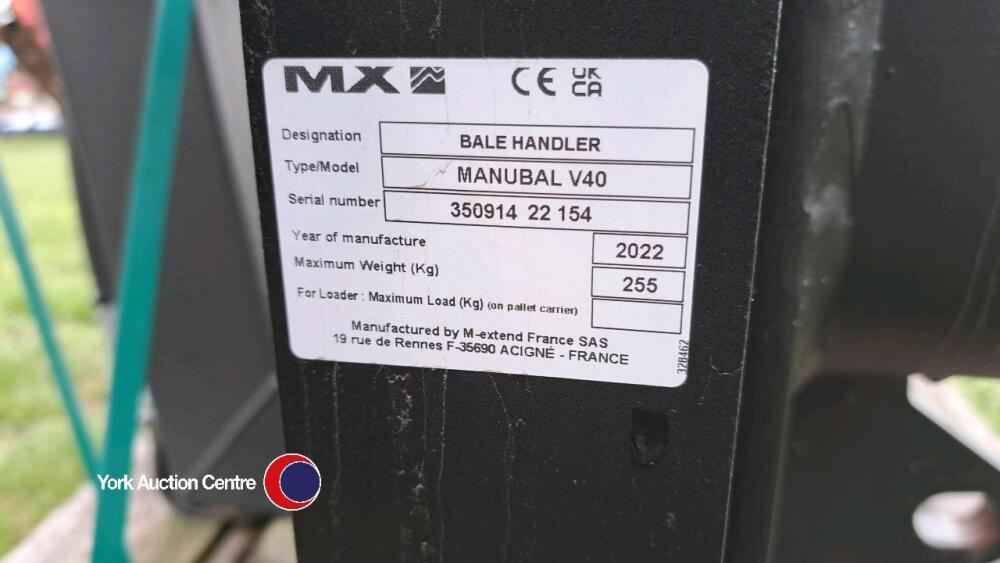 MX CE UK
CA
Designation BALE HANDLER
Type/Model MANUBAL V40
Serial number 350914 22 154
Year of manufacture 2022
Maximum Weight (Kg) 255
For Loader : Maximum Load (Kg) (on pallet carrier)
Manufactured by M-extend France SAS
19 rue de Rennes F-35690 ACIGNÉ - FRANCE
328462
York Auction Centre